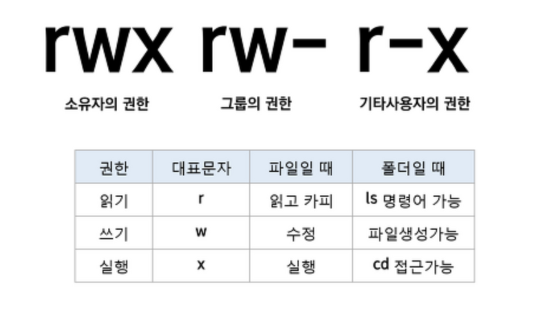 rwx rw- r-x
소유자의 권한 그룹의 권한 기타사용자의 권한
권한 대표문자 파일일 때 폴더일 때
읽기 r 읽고 카피 ls 명령어 가능
쓰기 w 수정 파일생성가능
실행 x 실행 cd 접근가능